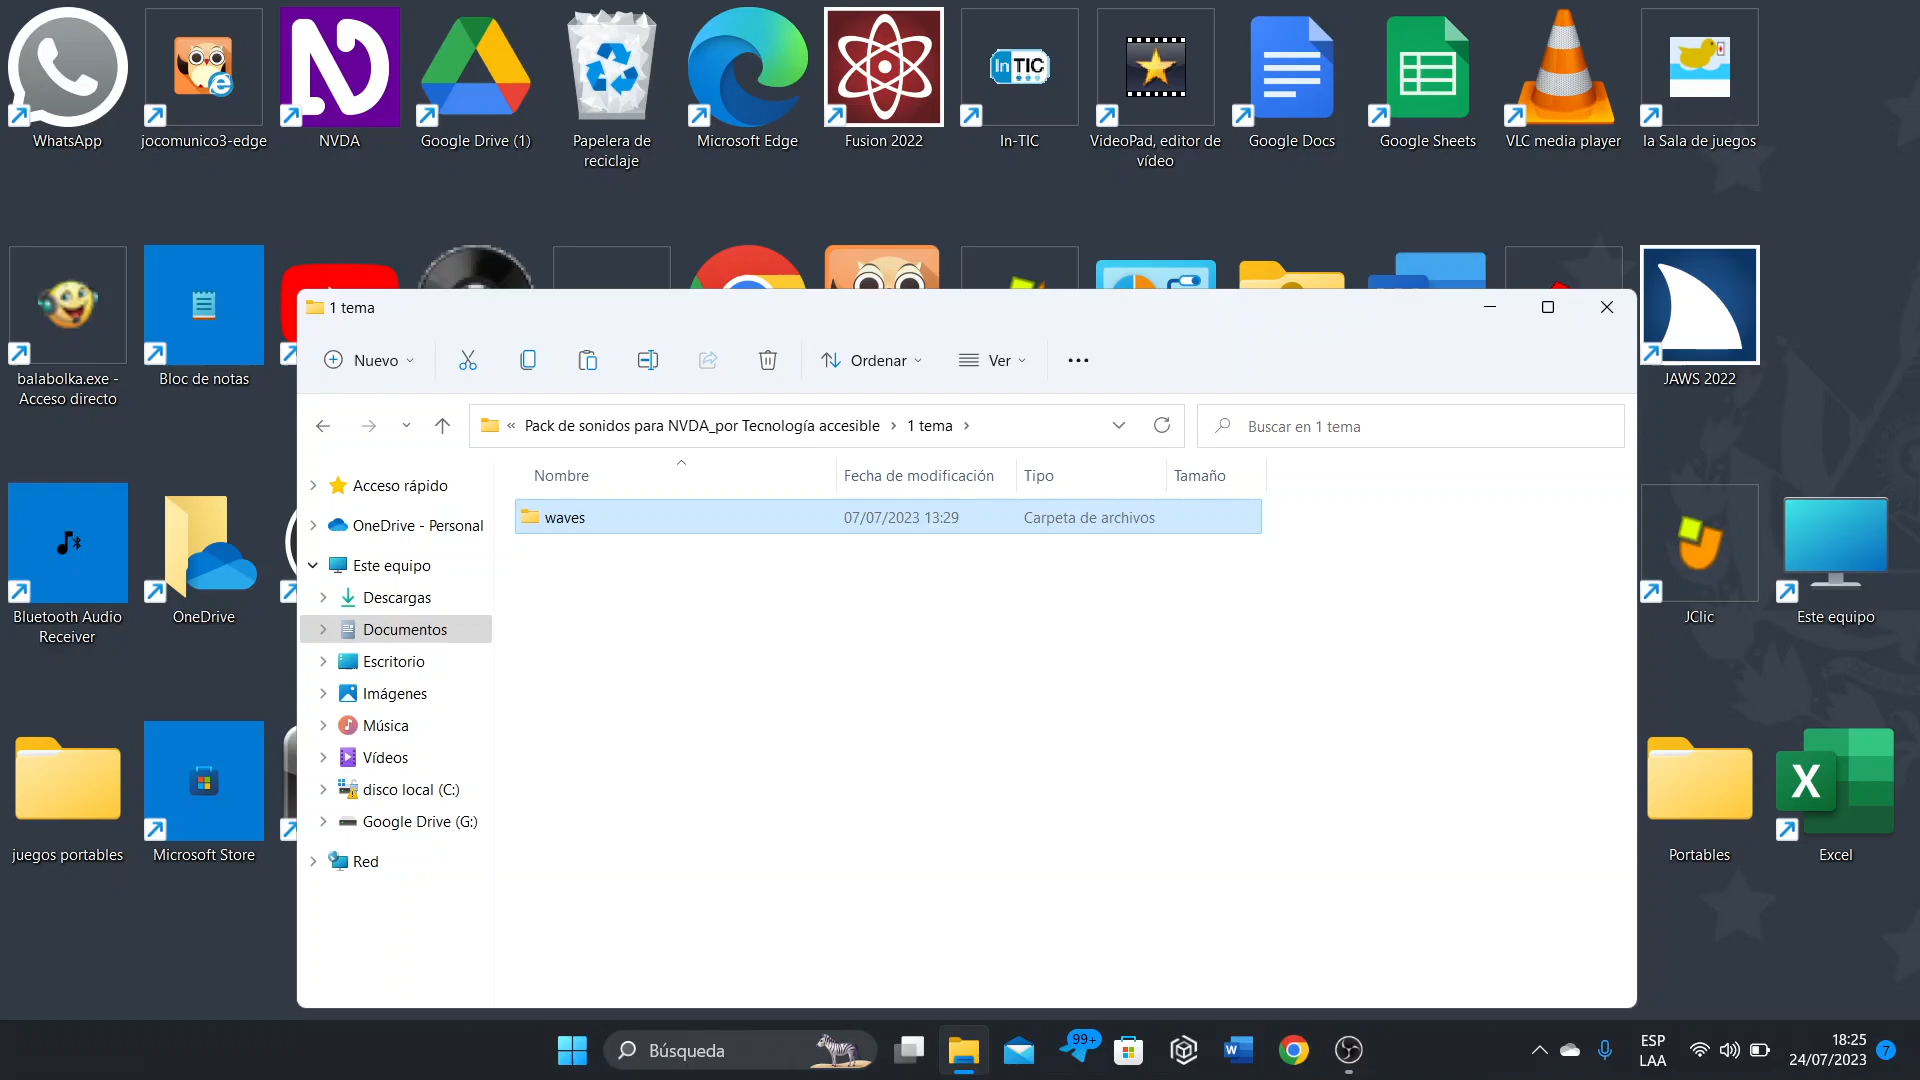 WhatsApp
jocomunico3-edge
NVDA
Google Drive (1)
Papelera de
reciclaje
Microsoft Edge
Fusion 2022
In TIC
In-TIC
VideoPad, editor de
vídeo
Google Docs
Google Sheets
VLC media player
la Sala de juegos
balabolka.exe -
Acceso directo
Bloc de notas
JAWS 2022
1 tema
Nuevo
Ordenar
Ver
« Pack de sonidos para NVDA_por Tecnología accesible > 1 tema >
Buscar en 1 tema
Nombre
Fecha de modificación
Tipo
Tamaño
waves
07/07/2023 13:29
Carpeta de archivos
Acceso rápido
OneDrive - Personal
Este equipo
Descargas
Documentos
Escritorio
Imágenes
Música
Vídeos
disco local (C:)
Google Drive (G:)
Red
Bluetooth Audio
Receiver
OneDrive
JClic
Este equipo
juegos portables
Microsoft Store
Portables
X
Excel
Búsqueda
99+
W
ESP
LAA
18:25
24/07/2023
7